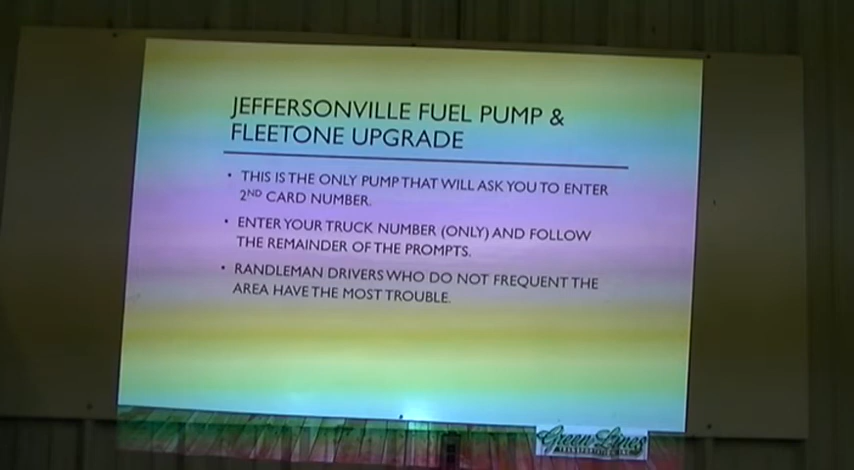 JEFFERSONVILLE FUEL PUMP &
FLEETONE UPGRADE
• THIS IS THE ONLY PUMP THAT WILL ASK YOU TO ENTER
2ND CARD NUMBER.
• ENTER YOUR TRUCK NUMBER (ONLY) AND FOLLOW
THE REMAINDER OF THE PROMPTS.
• RANDLEMAN DRIVERS WHO DO NOT FREQUENT THE
AREA HAVE THE MOST TROUBLE.
Green Lines
TRANSPORTATION, INC.